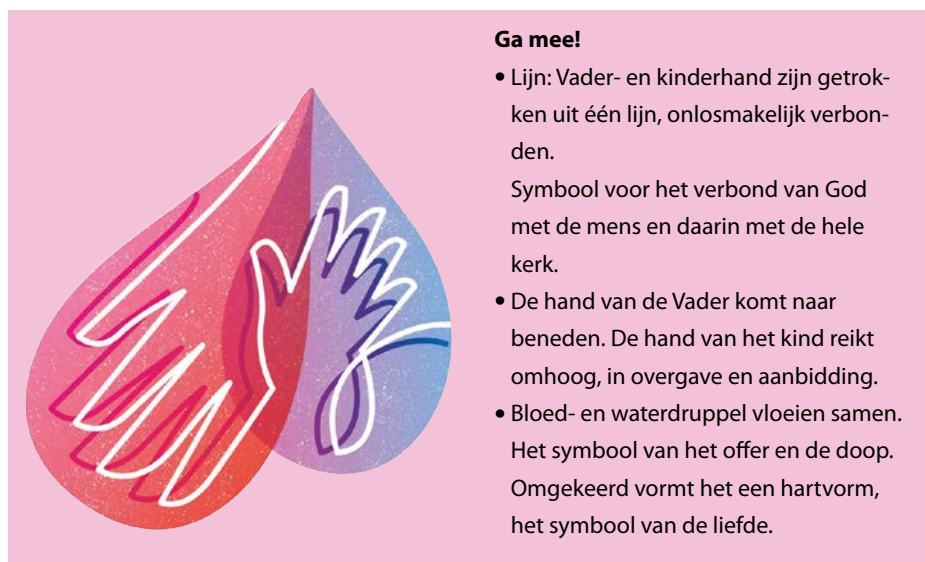 Ga mee!
• Lijn: Vader- en kinderhand zijn getrok-
ken uit één lijn, onlosmakelijk verbon-
den.
Symbool voor het verbond van God
met de mens en daarin met de hele
kerk.
• De hand van de Vader komt naar
beneden. De hand van het kind reikt
omhoog, in overgave en aanbidding.
• Bloed- en waterdruppel vloeien samen.
Het symbool van het offer en de doop.
Omgekeerd vormt het een hartvorm,
het symbool van de liefde.